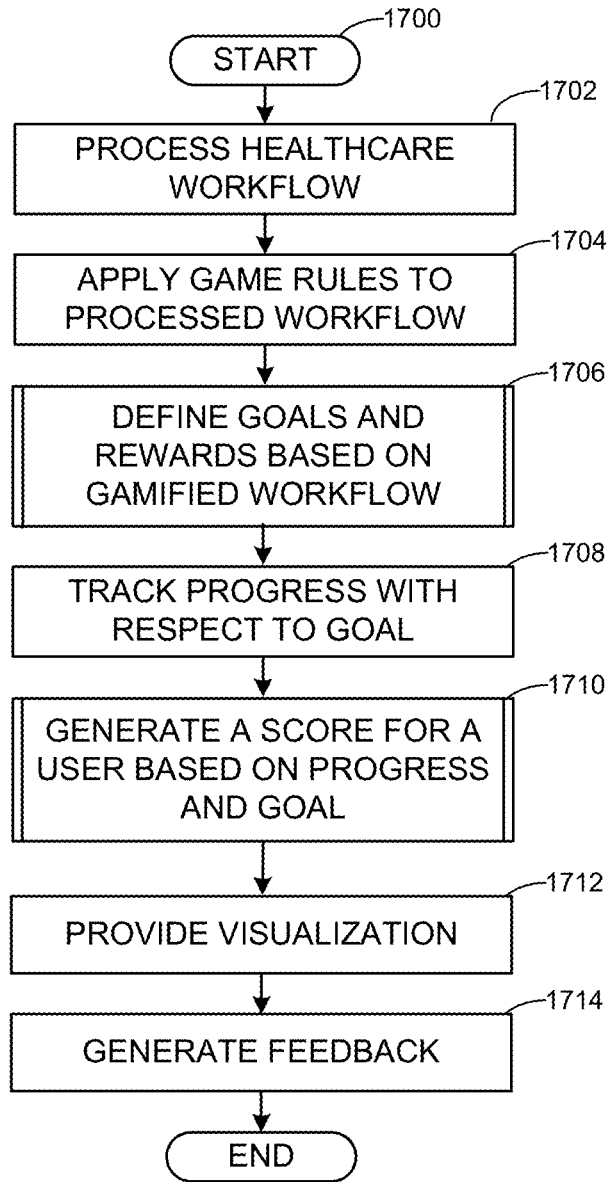 1700
START
1702
PROCESS HEALTHCARE
WORKFLOW
1704
APPLY GAME RULES TO
PROCESSED WORKFLOW
1706
DEFINE GOALS AND
REWARDS BASED ON
GAMIFIED WORKFLOW
1708
TRACK PROGRESS WITH
RESPECT TO GOAL
1710
GENERATE A SCORE FOR A
USER BASED ON PROGRESS
AND GOAL
1712
PROVIDE VISUALIZATION
1714
GENERATE FEEDBACK
END